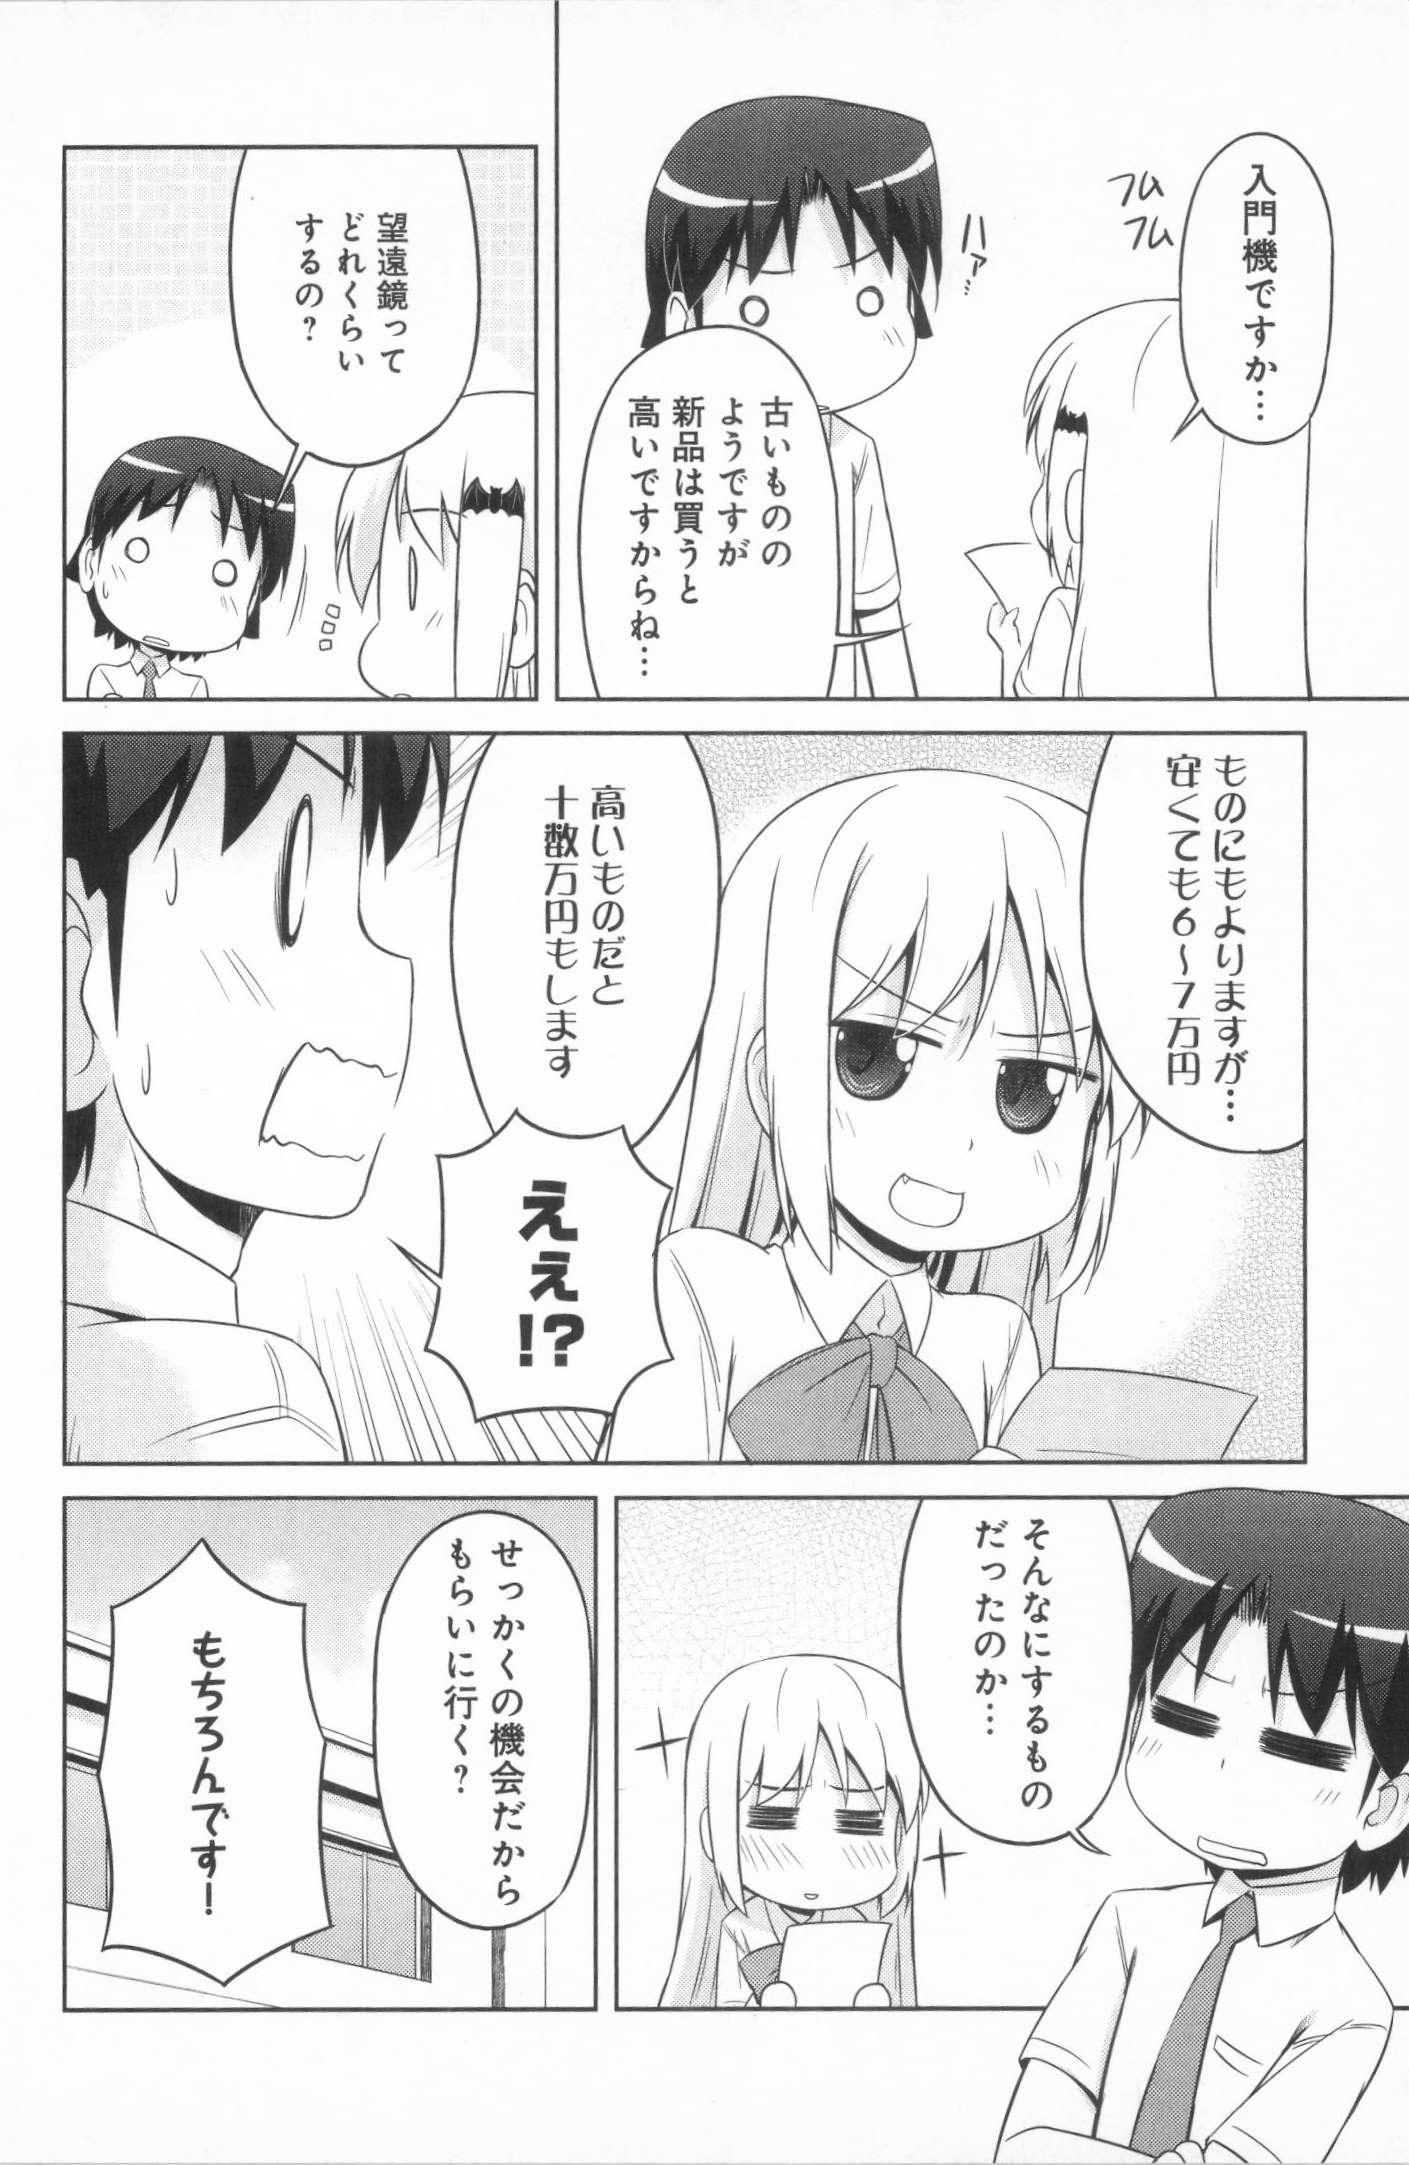 入門機ですか…
フム
フム
ハァ…
古いものの
ようですが
新品は買うと
高いですからね…
望遠鏡って
どれくらい
するの？
ものにもよりますが…
安くても6～7万円
高いものだと
十数万円もします
ええ!?
そんなにするもの
だったのか…
せっかくの機会だから
もらいに行く？
もちろんです！